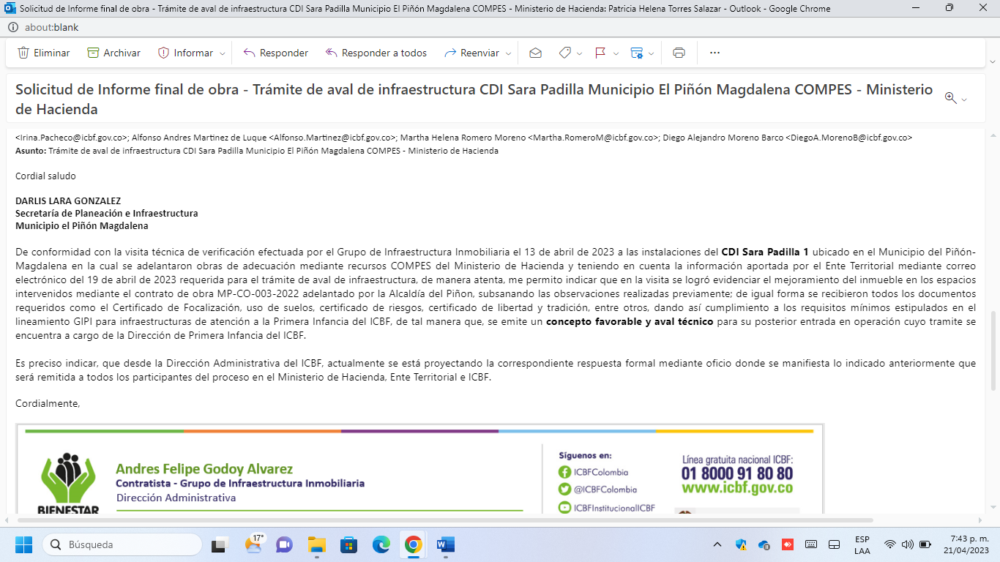 Solicitud de Informe final de obra - Trámite de aval de infraestructura CDI Sara Padilla Municipio El Piñón Magdalena COMPES - Ministerio de Hacienda: Patricia Helena Torres Salazar - Outlook - Google Chrome
about:blank
Eliminar Archivar Informar Responder Responder a todos Reenviar
Solicitud de Informe final de obra - Trámite de aval de infraestructura CDI Sara Padilla Municipio El Piñón Magdalena COMPES - Ministerio
de Hacienda
<Irina.Pacheco@icbf.gov.co>; Alfonso Andres Martinez de Luque <Alfonso.Martinez@icbf.gov.co>; Martha Helena Romero Moreno <Martha.RomeroM@icbf.gov.co>; Diego Alejandro Moreno Barco <DiegoA.MorenoB@icbf.gov.co>
Asunto: Trámite de aval de infraestructura CDI Sara Padilla Municipio El Piñón Magdalena COMPES - Ministerio de Hacienda
Cordial saludo
DARLIS LARA GONZALEZ
Secretaría de Planeación e Infraestructura
Municipio el Piñón Magdalena
De conformidad con la visita técnica de verificación efectuada por el Grupo de Infraestructura Inmobiliaria el 13 de abril de 2023 a las instalaciones del CDI Sara Padilla 1 ubicado en el Municipio del Piñón-
Magdalena en la cual se adelantaron obras de adecuación mediante recursos COMPES del Ministerio de Hacienda y teniendo en cuenta la información aportada por el Ente Territorial mediante correo
electrónico del 19 de abril de 2023 requerida para el trámite de aval de infraestructura, de manera atenta, me permito indicar que en la visita se logró evidenciar el mejoramiento del inmueble en los espacios
intervenidos mediante el contrato de obra MP-CO-003-2022 adelantado por la Alcaldía del Piñon, subsanando las observaciones realizadas previamente; de igual forma se recibieron todos los documentos
requeridos como el Certificado de Focalización, uso de suelos, certificado de riesgos, certificado de libertad y tradición, entre otros, dando así cumplimiento a los requisitos mínimos estipulados en el
lineamiento GIPI para infraestructuras de atención a la Primera Infancia del ICBF, de tal manera que, se emite un concepto favorable y aval técnico para su posterior entrada en operación cuyo tramite se
encuentra a cargo de la Dirección de Primera Infancia del ICBF.
Es preciso indicar, que desde la Dirección Administrativa del ICBF, actualmente se está proyectando la correspondiente respuesta formal mediante oficio donde se manifiesta lo indicado anteriormente que
será remitida a todos los participantes del proceso en el Ministerio de Hacienda, Ente Territorial e ICBF.
Cordialmente,
BIENESTAR
Andres Felipe Godoy Alvarez
Contratista - Grupo de Infraestructura Inmobiliaria
Dirección Administrativa
Síguenos en:
ICBFColombia
@ICBFColombia
ICBFInstitucionalICBF
Línea gratuita nacional ICBF:
01 8000 91 80 80
www.icbf.gov.co
Búsqueda
17°
ESP
LAA
7:43 p. m.
21/04/2023